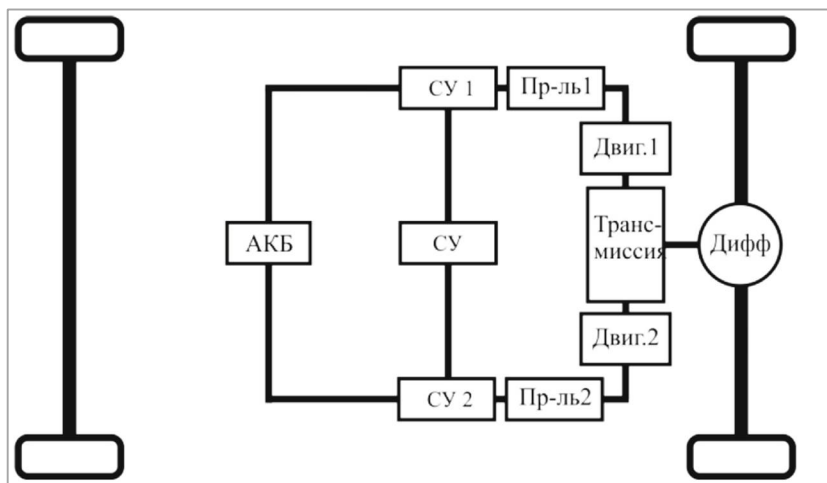 СУ 1
Пр-ль1
Двиг.1
АКБ
СУ
Транс-
миссия
Дифф
Двиг.2
СУ 2
Пр-ль2